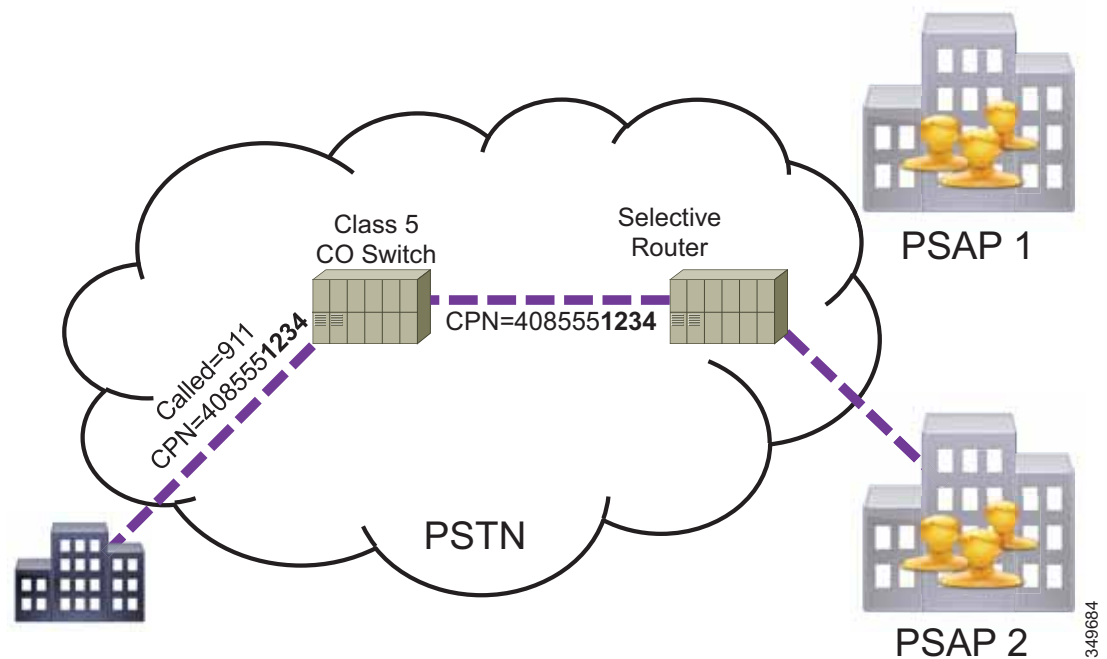 Class 5
CO Switch
Selective
Router
PSAP 1
CPN=4085551234
Called=911
CPN=4085551234
PSTN
PSAP 2
349684